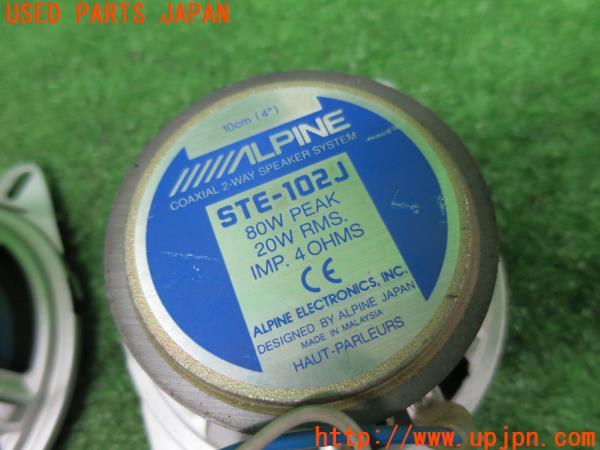 USED PARTS JAPAN
10cm (4")
ALPINE
COAXIAL 2-WAY SPEAKER SYSTEM
STE-102J
80W PEAK
20W RMS.
IMP. 4 OHMS
CE
ALPINE ELECTRONICS, INC.
DESIGNED BY ALPINE JAPAN
MADE IN MALAYSIA
HAUT-PARLEURS
http://www.upjpn.com/